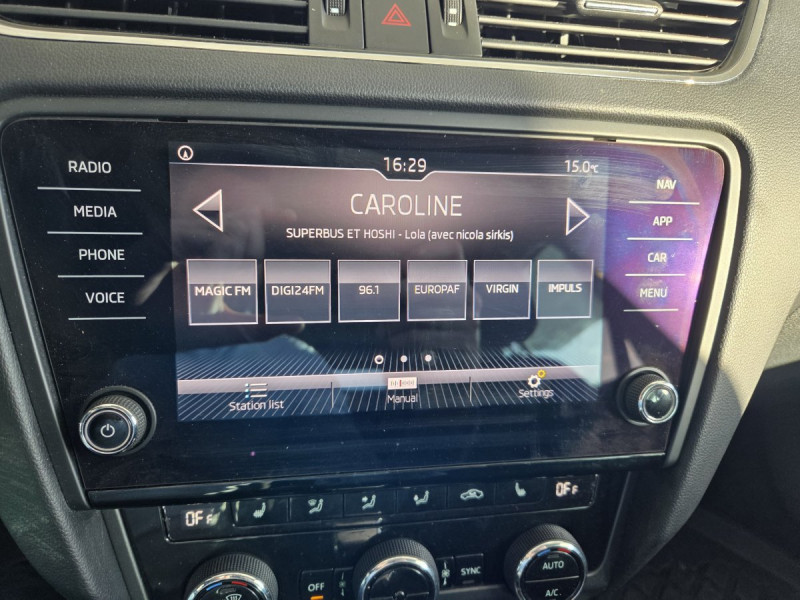 16:29
15.0°C
RADIO
MEDIA
PHONE
VOICE
CAROLINE
SUPERBUS ET HOSHI - Lola (avec nicola sirkis)
NAV
APP
CAR
MENU
MAGIC FM
DIGI24FM
96.1
EUROPAF
VIRGIN
IMPULS
Station list
Manual
Settings
OFF
OFF
OFF
SYNC
AUTO
A/C